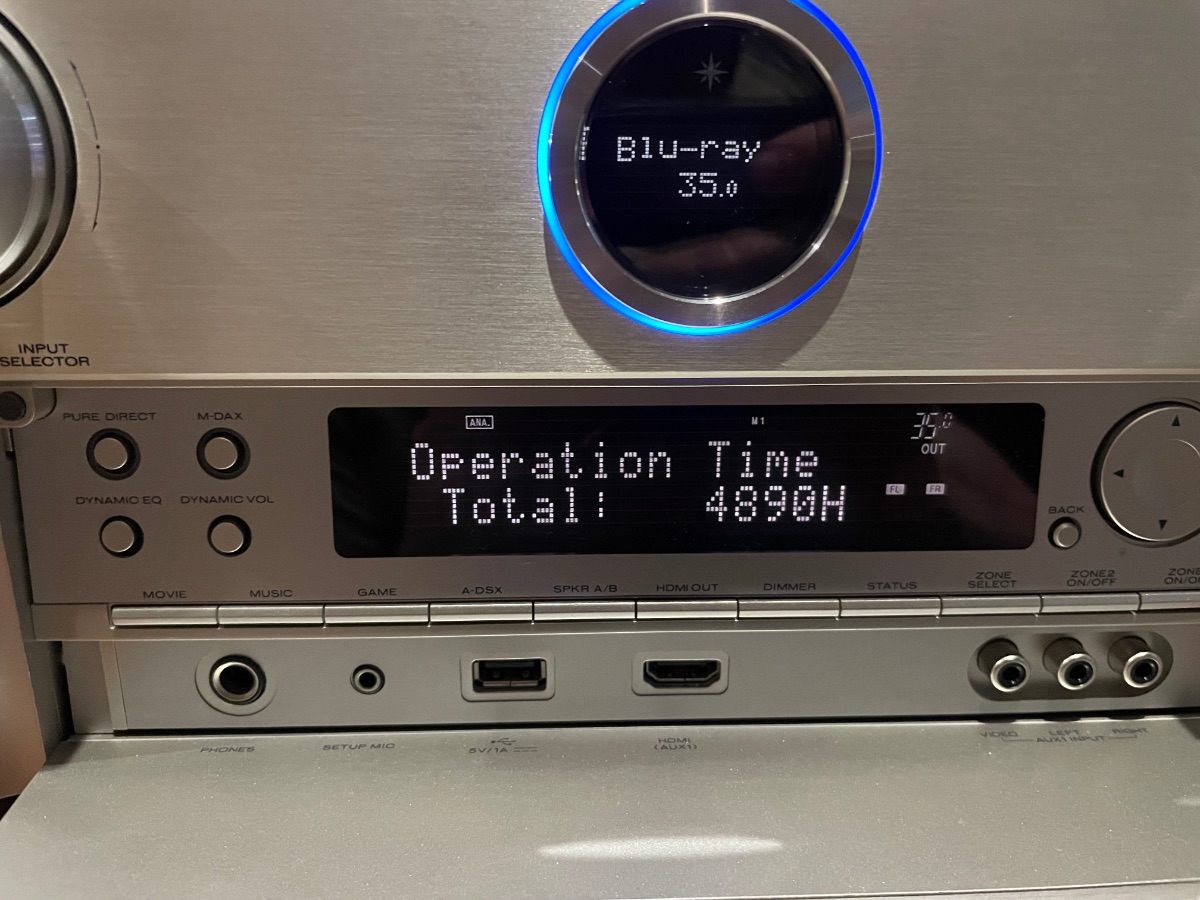 Blu-ray
35.0
INPUT
SELECTOR
PURE DIRECT
M-DAX
DYNAMIC EQ
DYNAMIC VOL
ANA.
M1
35.0
OUT
Operation Time
Total: 4890H
FL
FR
BACK
MOVIE
MUSIC
GAME
A-DSX
SPKR A/B
HDMI OUT
DIMMER
STATUS
ZONE
SELECT
ZONE2
ON/OFF
PHONES
SETUP MIC
5V/1A
HDMI
(AUX1)
VIDEO
LEFT
RIGHT
AUX1 INPUT